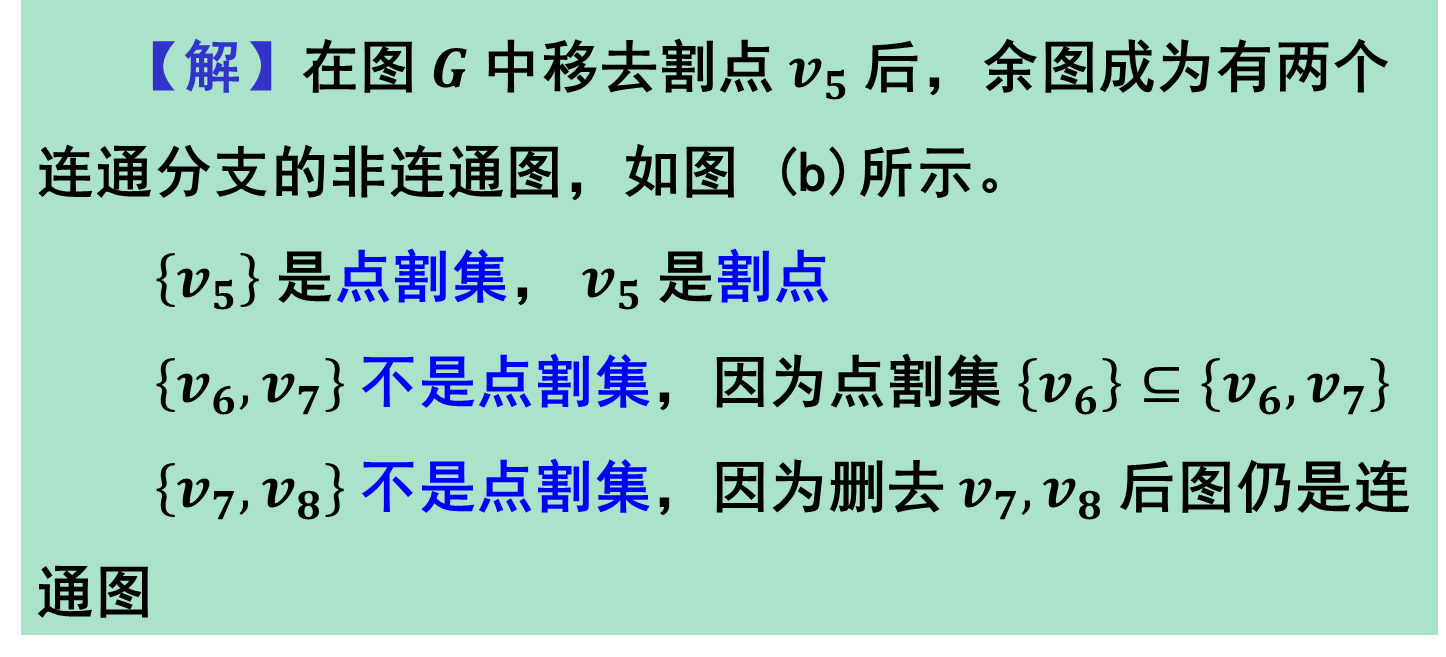 【解】在图 G 中移去割点 v₅ 后，余图成为有两个
连通分支的非连通图，如图 (b)所示。
{v₅} 是点割集， v₅ 是割点
{v₆, v₇} 不是点割集，因为点割集 {v₆} ⊆ {v₆, v₇}
{v₇, v₈} 不是点割集，因为删去 v₇, v₈ 后图仍是连
通图